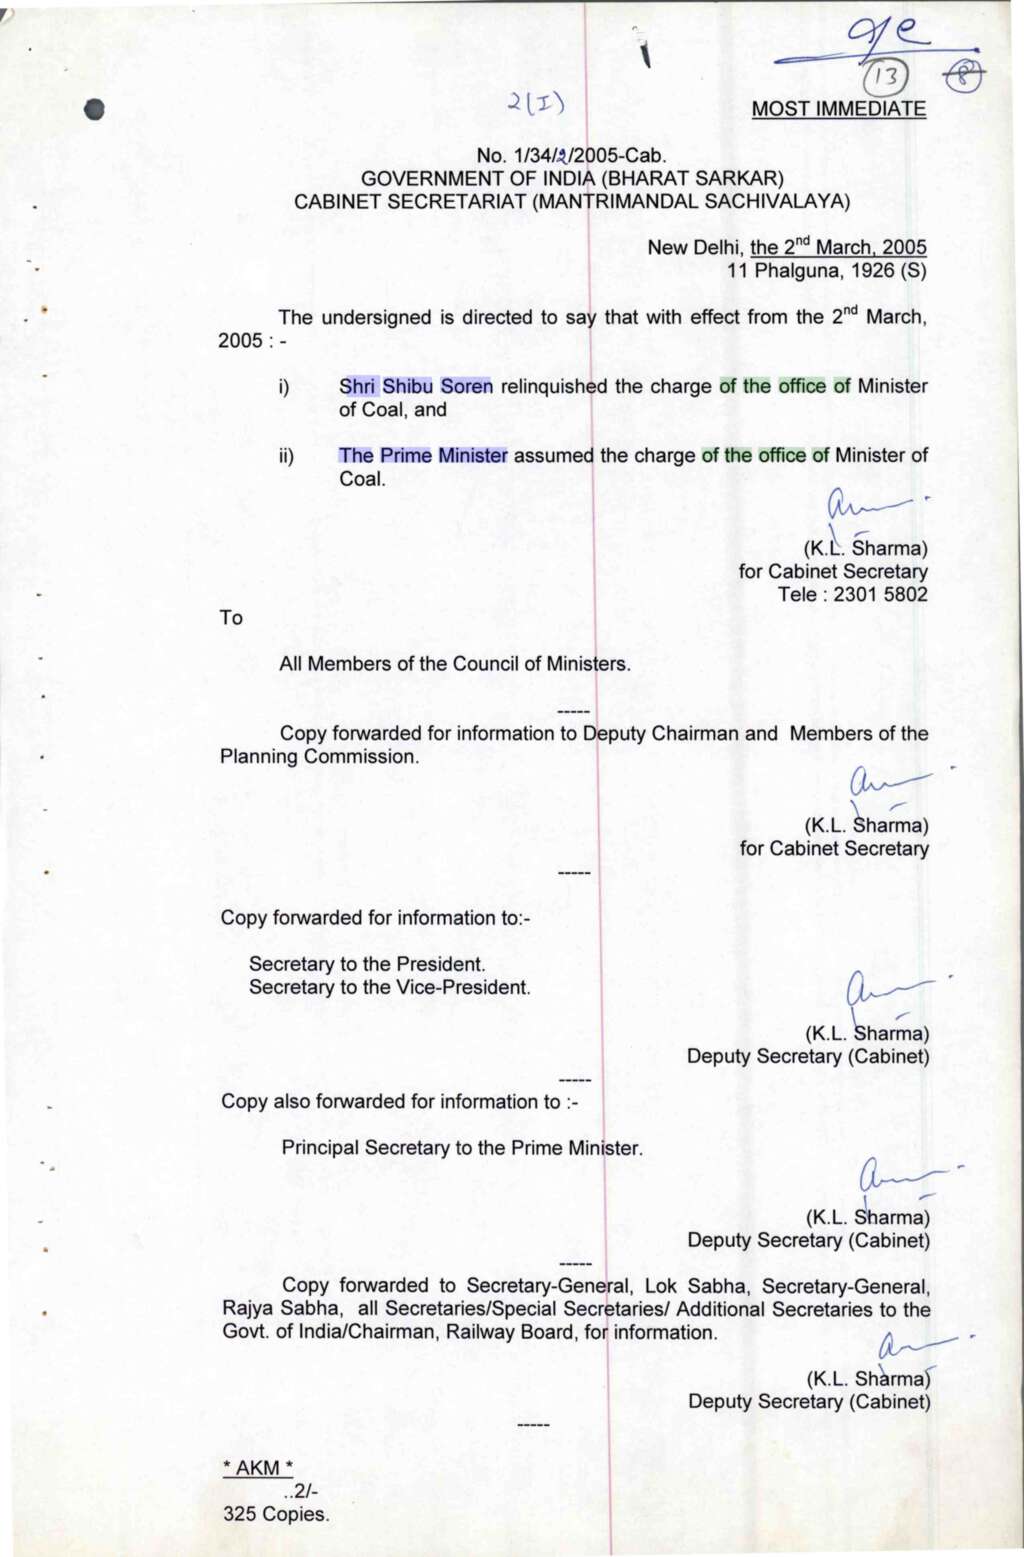 o/c
13
8
2(I)
MOST IMMEDIATE
No. 1/34/2/2005-Cab.
GOVERNMENT OF INDIA (BHARAT SARKAR)
CABINET SECRETARIAT (MANTRIMANDAL SACHIVALAYA)
New Delhi, the 2nd March, 2005
11 Phalguna, 1926 (S)
The undersigned is directed to say that with effect from the 2nd March,
2005 : -
i) Shri Shibu Soren relinquished the charge of the office of Minister
of Coal, and
ii) The Prime Minister assumed the charge of the office of Minister of
Coal.
(K.L. Sharma)
for Cabinet Secretary
Tele : 2301 5802
To
All Members of the Council of Ministers.
-----
Copy forwarded for information to Deputy Chairman and Members of the
Planning Commission.
(K.L. Sharma)
for Cabinet Secretary
-----
Copy forwarded for information to:-
Secretary to the President.
Secretary to the Vice-President.
(K.L. Sharma)
Deputy Secretary (Cabinet)
-----
Copy also forwarded for information to :-
Principal Secretary to the Prime Minister.
(K.L. Sharma)
Deputy Secretary (Cabinet)
-----
Copy forwarded to Secretary-General, Lok Sabha, Secretary-General,
Rajya Sabha, all Secretaries/Special Secretaries/ Additional Secretaries to the
Govt. of India/Chairman, Railway Board, for information.
(K.L. Sharma)
Deputy Secretary (Cabinet)
-----
* AKM *
..2/-
325 Copies.